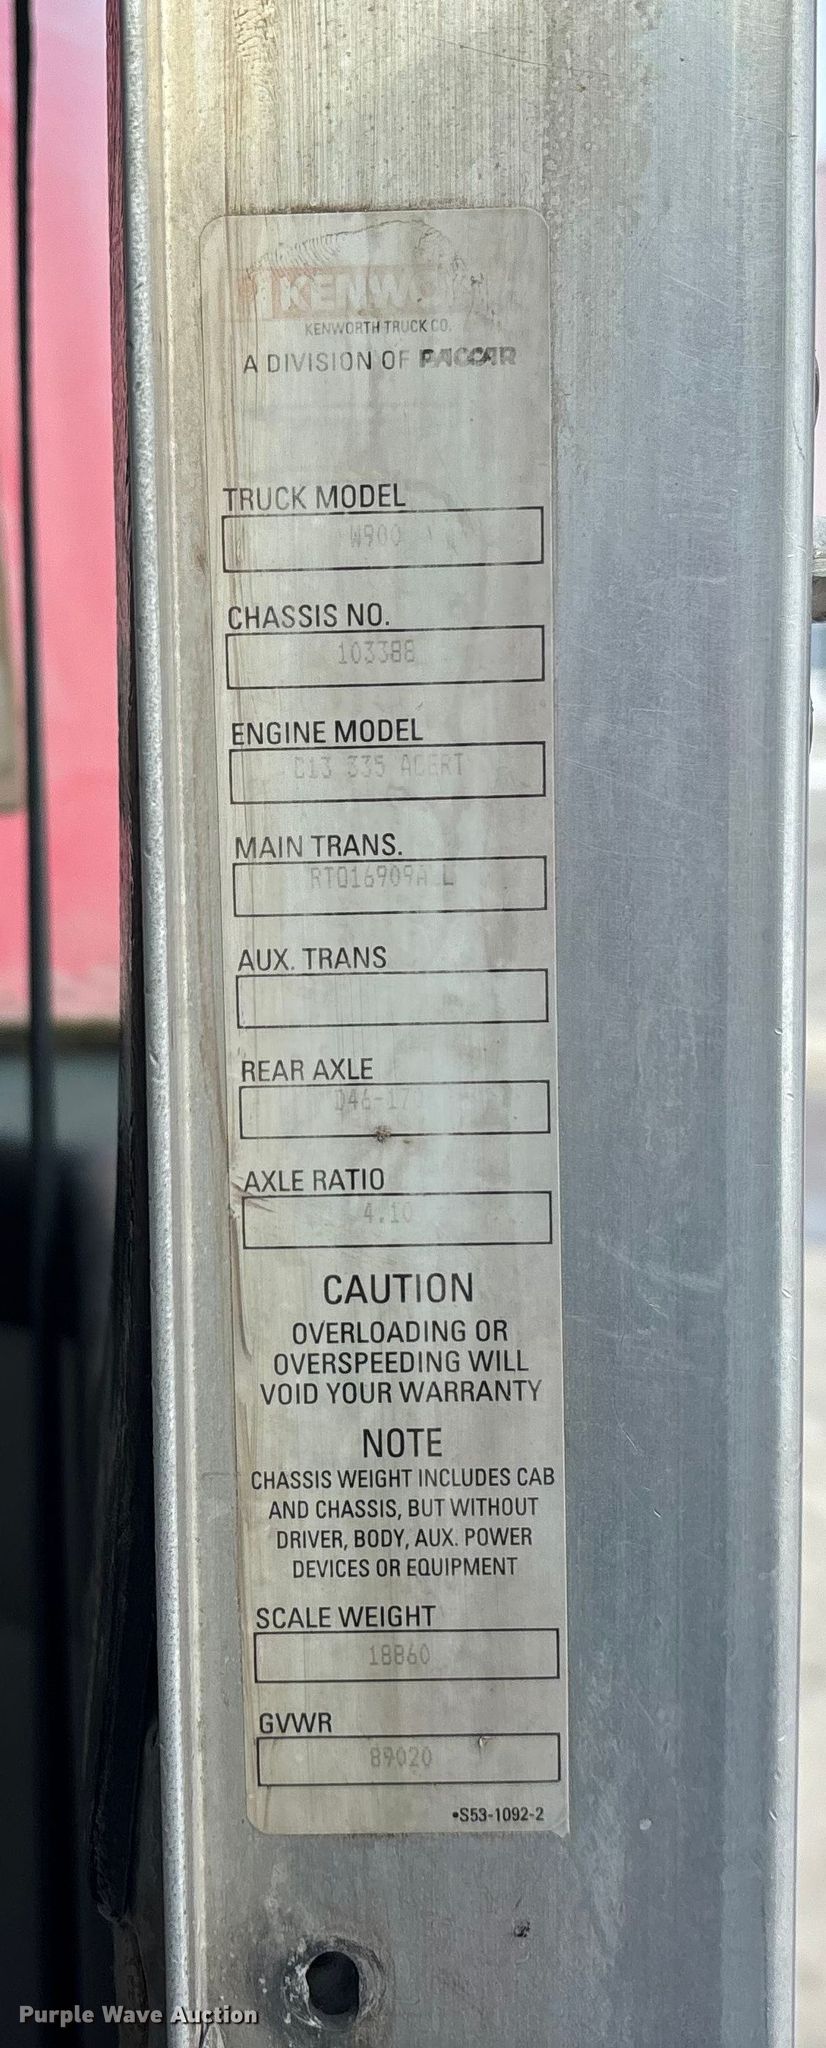 KENWO
KENWORTH TRUCK CO.
A DIVISION OF PACCAR
TRUCK MODEL
W900
CHASSIS NO.
103388
ENGINE MODEL
C13 335 ACERT
MAIN TRANS.
RTO16909A L
AUX. TRANS
REAR AXLE
D46-170
AXLE RATIO
4.10
CAUTION
OVERLOADING OR
OVERSPEEDING WILL
VOID YOUR WARRANTY
NOTE
CHASSIS WEIGHT INCLUDES CAB
AND CHASSIS, BUT WITHOUT
DRIVER, BODY, AUX. POWER
DEVICES OR EQUIPMENT
SCALE WEIGHT
18860
GVWR
89020
•S53-1092-2
Purple Wave Auction